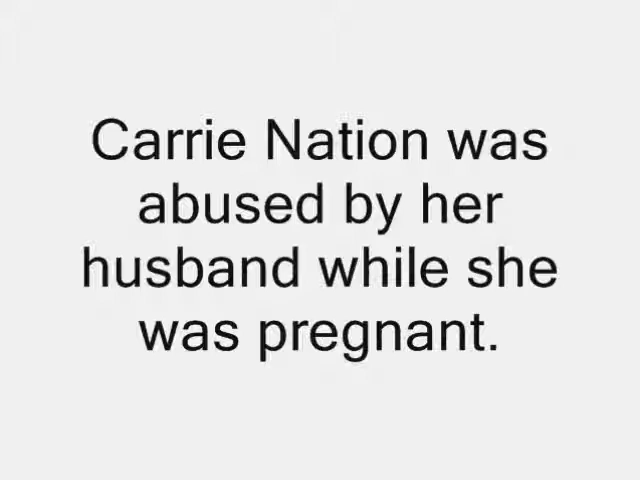 Carrie Nation was
abused by her
husband while she
was pregnant.